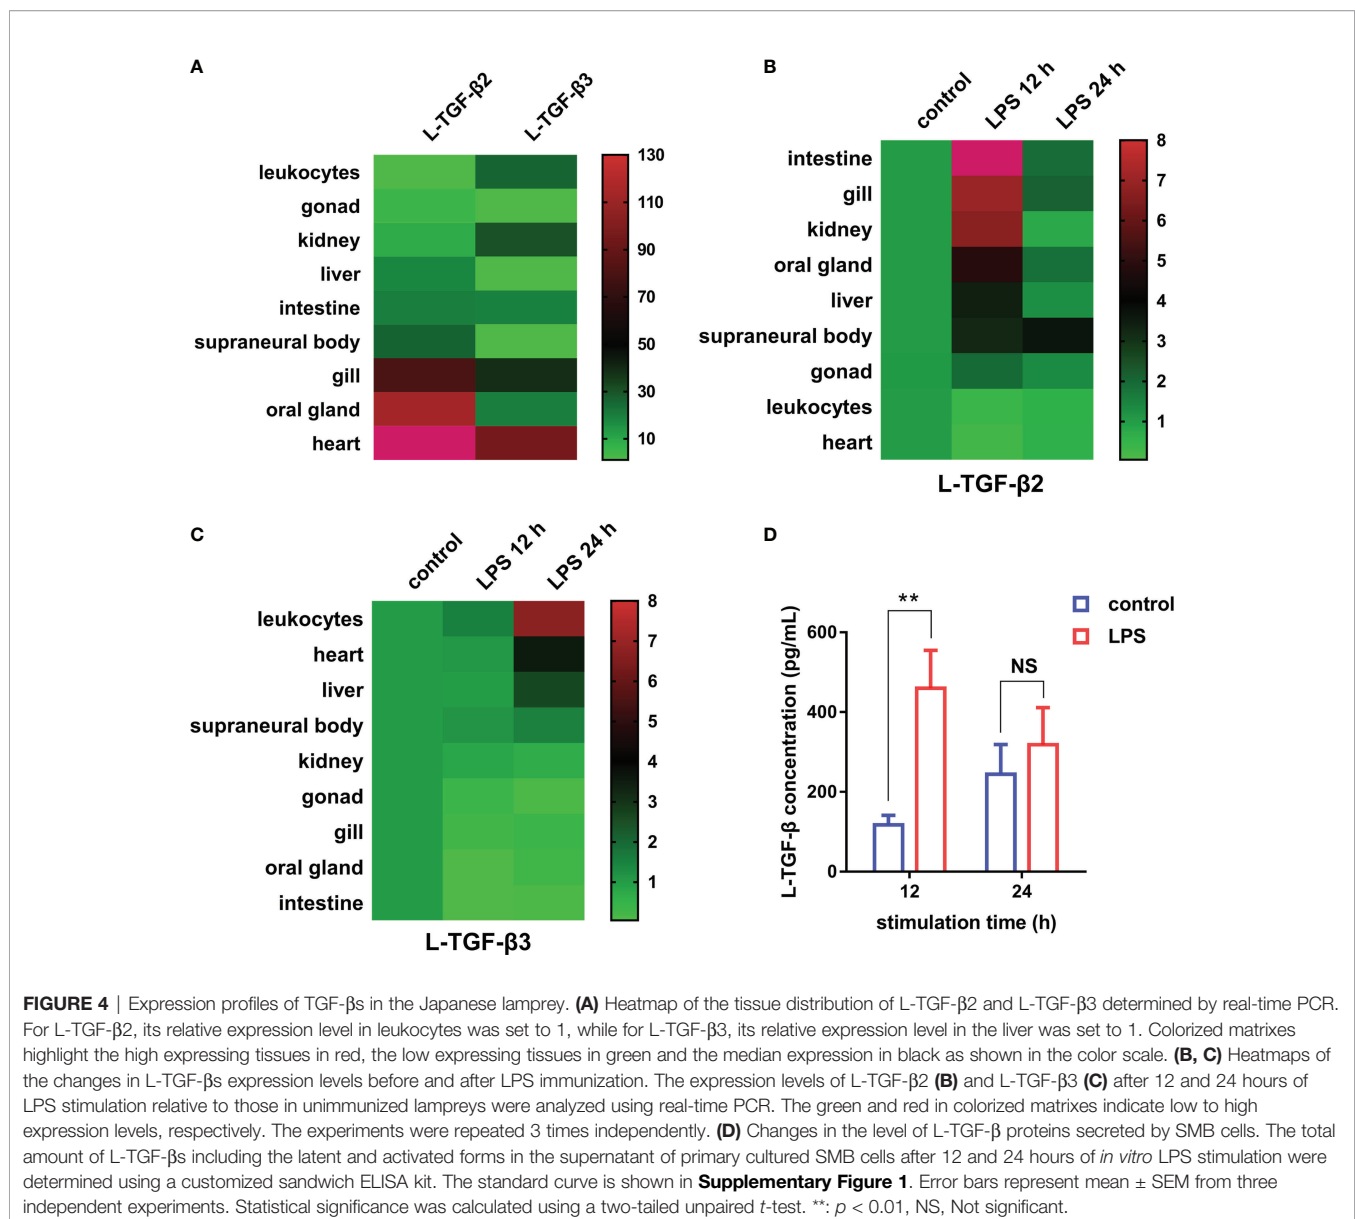 A
L-TGF-β2
L-TGF-β3
leukocytes
gonad
kidney
liver
intestine
supraneural body
gill
oral gland
heart
130
110
90
70
50
30
10
B
control
LPS 12 h
LPS 24 h
intestine
gill
kidney
oral gland
liver
supraneural body
gonad
leukocytes
heart
8
7
6
5
4
3
2
1
L-TGF-β2
C
control
LPS 12 h
LPS 24 h
leukocytes
heart
liver
supraneural body
kidney
gonad
gill
oral gland
intestine
8
7
6
5
4
3
2
1
L-TGF-β3
D
L-TGF-β concentration (pg/mL)
600
400
200
0
**
NS
control
LPS
12
24
stimulation time (h)
FIGURE 4 | Expression profiles of TGF-βs in the Japanese lamprey. (A) Heatmap of the tissue distribution of L-TGF-β2 and L-TGF-β3 determined by real-time PCR.
For L-TGF-β2, its relative expression level in leukocytes was set to 1, while for L-TGF-β3, its relative expression level in the liver was set to 1. Colorized matrixes
highlight the high expressing tissues in red, the low expressing tissues in green and the median expression in black as shown in the color scale. (B, C) Heatmaps of
the changes in L-TGF-βs expression levels before and after LPS immunization. The expression levels of L-TGF-β2 (B) and L-TGF-β3 (C) after 12 and 24 hours of
LPS stimulation relative to those in unimmunized lampreys were analyzed using real-time PCR. The green and red in colorized matrixes indicate low to high
expression levels, respectively. The experiments were repeated 3 times independently. (D) Changes in the level of L-TGF-β proteins secreted by SMB cells. The total
amount of L-TGF-βs including the latent and activated forms in the supernatant of primary cultured SMB cells after 12 and 24 hours of in vitro LPS stimulation were
determined using a customized sandwich ELISA kit. The standard curve is shown in Supplementary Figure 1. Error bars represent mean ± SEM from three
independent experiments. Statistical significance was calculated using a two-tailed unpaired t-test. **: p < 0.01, NS, Not significant.